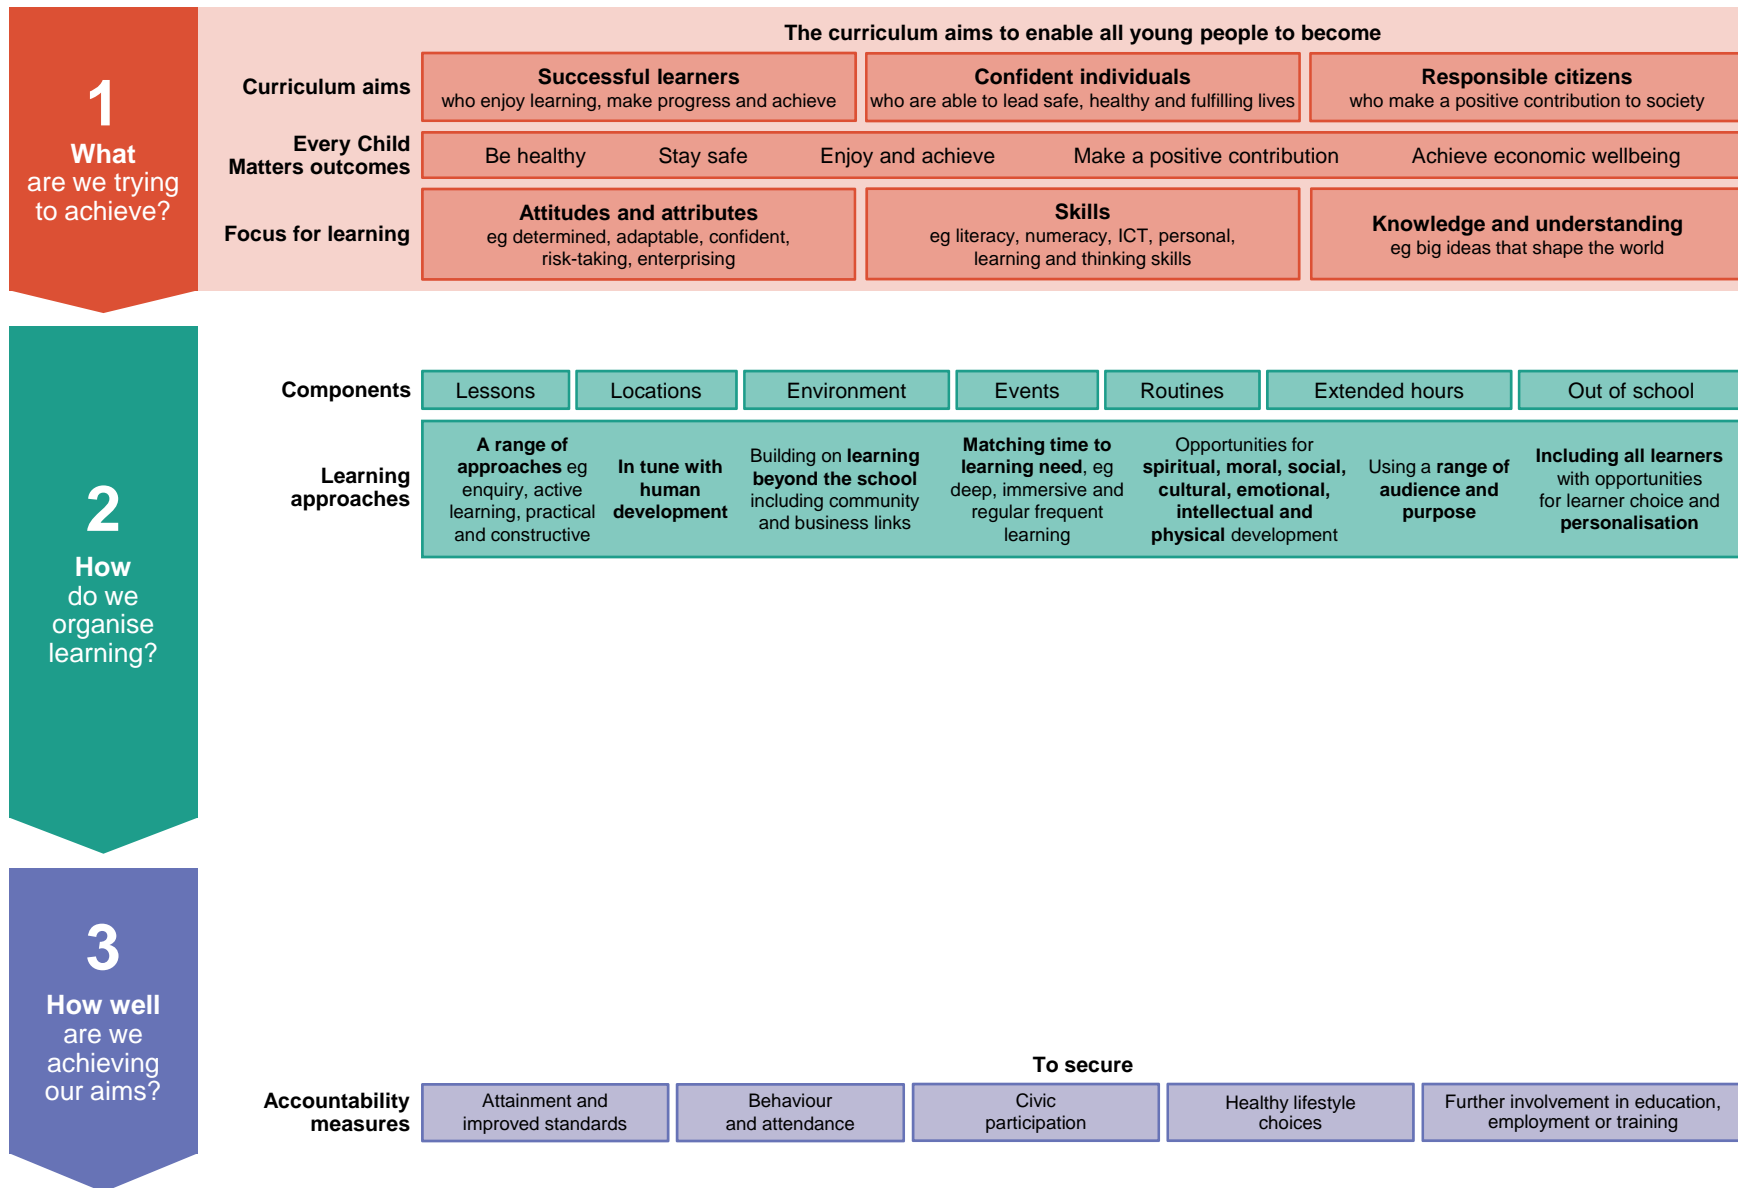 1
What
are we trying
to achieve?
The curriculum aims to enable all young people to become
Curriculum aims
Successful learners
who enjoy learning, make progress and achieve
Confident individuals
who are able to lead safe, healthy and fulfilling lives
Responsible citizens
who make a positive contribution to society
Every Child
Matters outcomes
Be healthy
Stay safe
Enjoy and achieve
Make a positive contribution
Achieve economic wellbeing
Focus for learning
Attitudes and attributes
eg determined, adaptable, confident,
risk-taking, enterprising
Skills
eg literacy, numeracy, ICT, personal,
learning and thinking skills
Knowledge and understanding
eg big ideas that shape the world
2
How
do we
organise
learning?
Components
Lessons
Locations
Environment
Events
Routines
Extended hours
Out of school
Learning
approaches
A range of
approaches eg
enquiry, active
learning, practical
and constructive
In tune with
human
development
Building on learning
beyond the school
including community
and business links
Matching time to
learning need, eg
deep, immersive and
regular frequent
learning
Opportunities for
spiritual, moral, social,
cultural, emotional,
intellectual and
physical development
Using a range of
audience and
purpose
Including all learners
with opportunities
for learner choice and
personalisation
3
How well
are we
achieving
our aims?
To secure
Accountability
measures
Attainment and
improved standards
Behaviour
and attendance
Civic
participation
Healthy lifestyle
choices
Further involvement in education,
employment or training